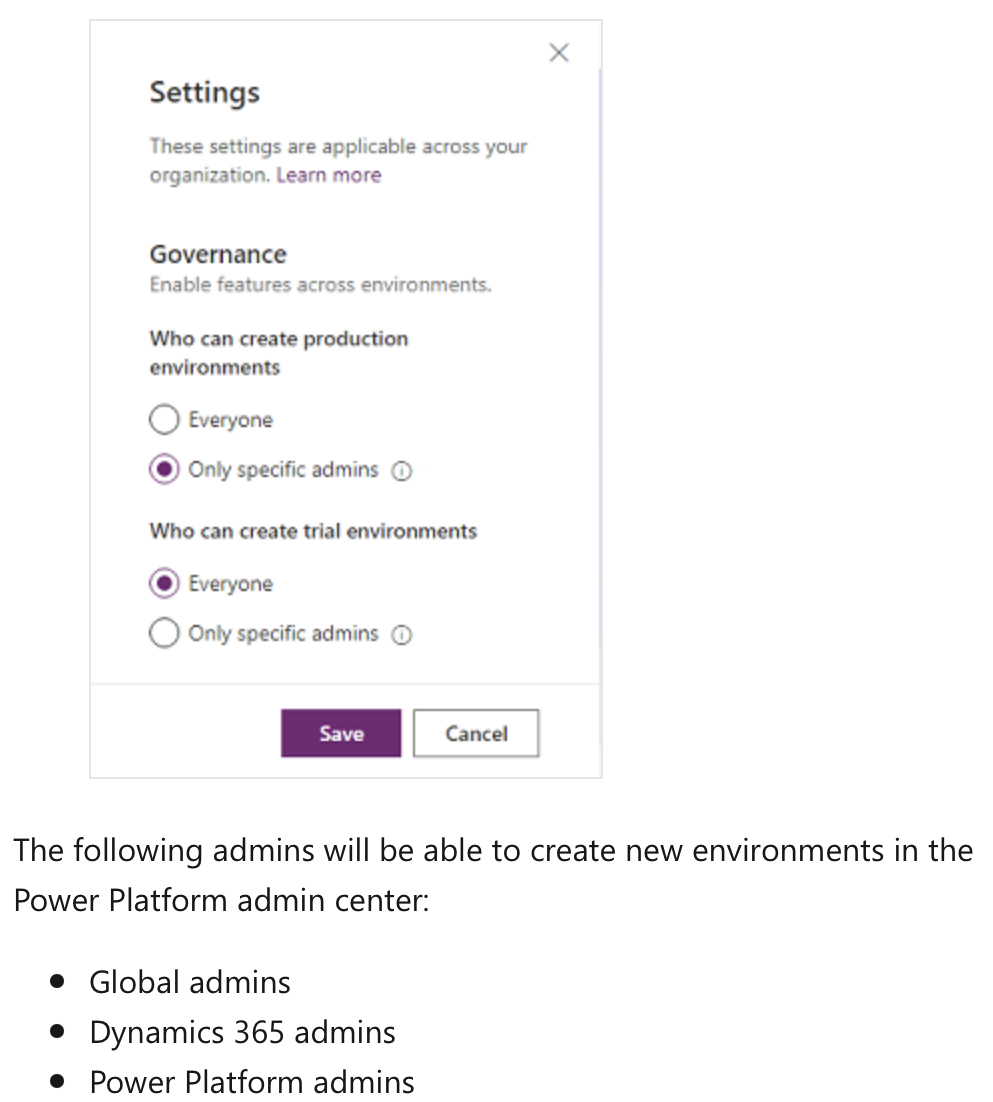 Settings
These settings are applicable across your
organization. Learn more
Governance
Enable features across environments.
Who can create production
environments
Everyone
Only specific admins
Who can create trial environments
Everyone
Only specific admins
Save Cancel
The following admins will be able to create new environments in the
Power Platform admin center:
• Global admins
• Dynamics 365 admins
• Power Platform admins